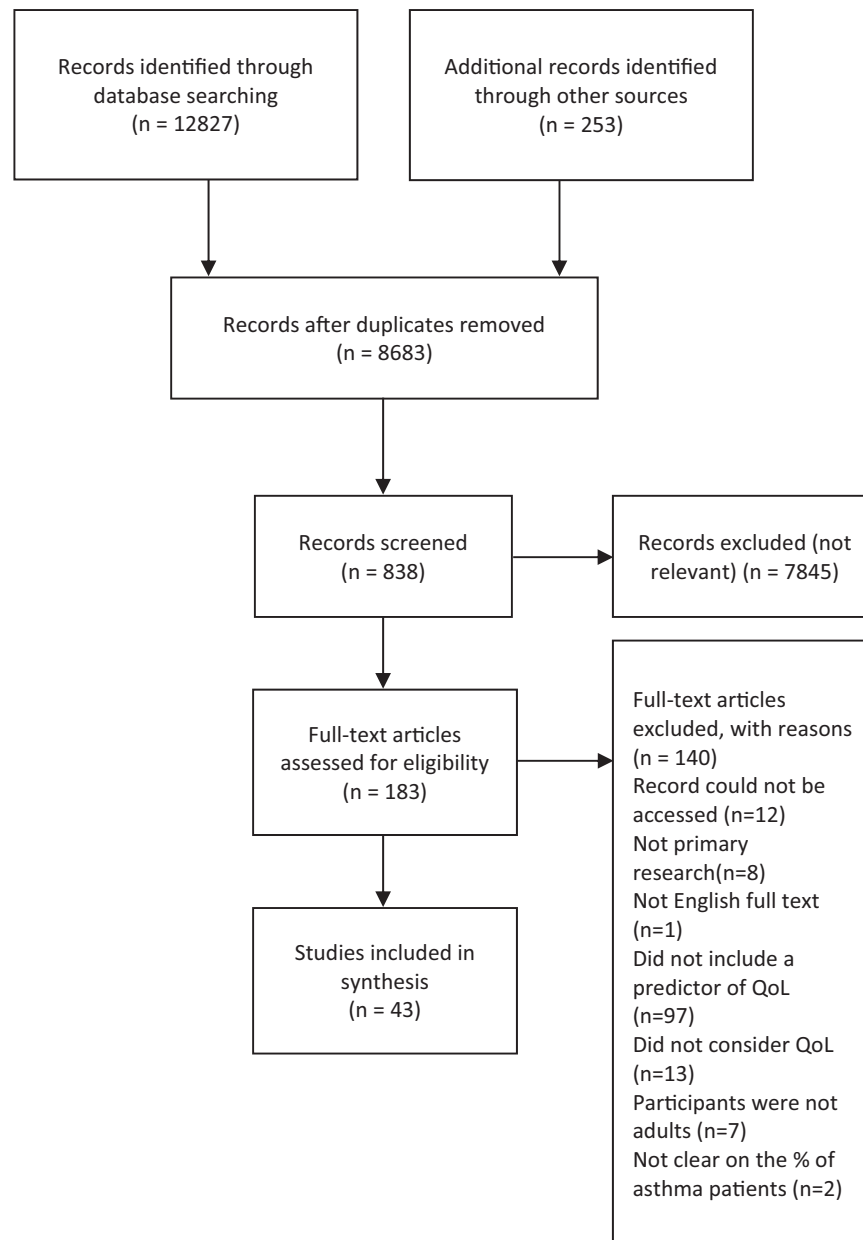 Records identified through
database searching
(n = 12827)
Additional records identified
through other sources
(n = 253)
Records after duplicates removed
(n = 8683)
Records screened
(n = 838)
Records excluded (not
relevant) (n = 7845)
Full-text articles
assessed for eligibility
(n = 183)
Full-text articles
excluded, with reasons
(n = 140)
Record could not be
accessed (n=12)
Not primary
research(n=8)
Not English full text
(n=1)
Did not include a
predictor of QoL
(n=97)
Did not consider QoL
(n=13)
Participants were not
adults (n=7)
Not clear on the % of
asthma patients (n=2)
Studies included in
synthesis
(n = 43)